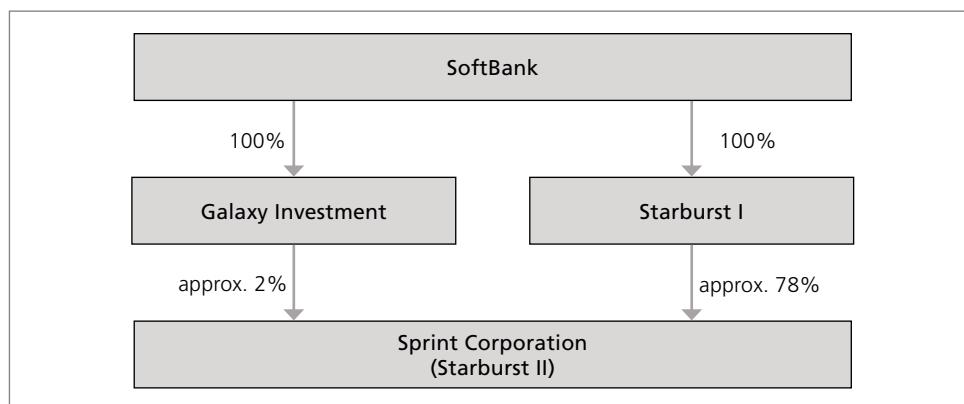 SoftBank
100%
100%
Galaxy Investment
Starburst I
approx. 2%
approx. 78%
Sprint Corporation
(Starburst II)